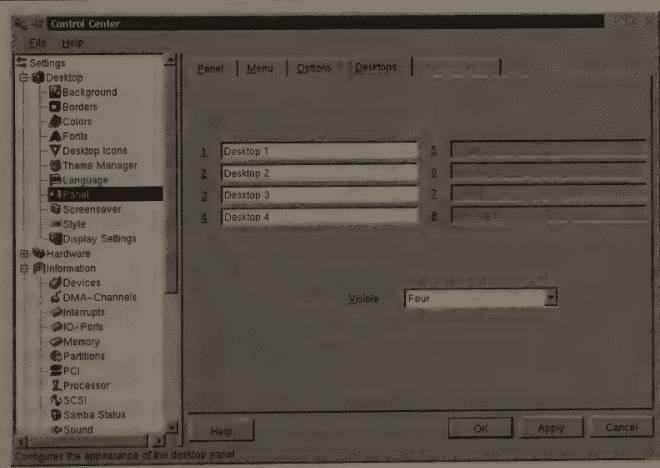 Control Center
File Help
Settings
Desktop
Background
Borders
Colors
Fonts
Desktop Icons
Theme Manager
Language
Panel
Screensaver
Style
Display Settings
Hardware
Information
Devices
DMA-Channels
Interrupts
IO-Ports
Memory
Partitions
PCI
Processor
SCSI
Samba Status
Sound
Panel Menu Options Desktops
1 Desktop 1 5
2 Desktop 2 6
3 Desktop 3 7
4 Desktop 4 8
Visible Four
Help OK Apply Cancel
Configures the appearance of the desktop panel